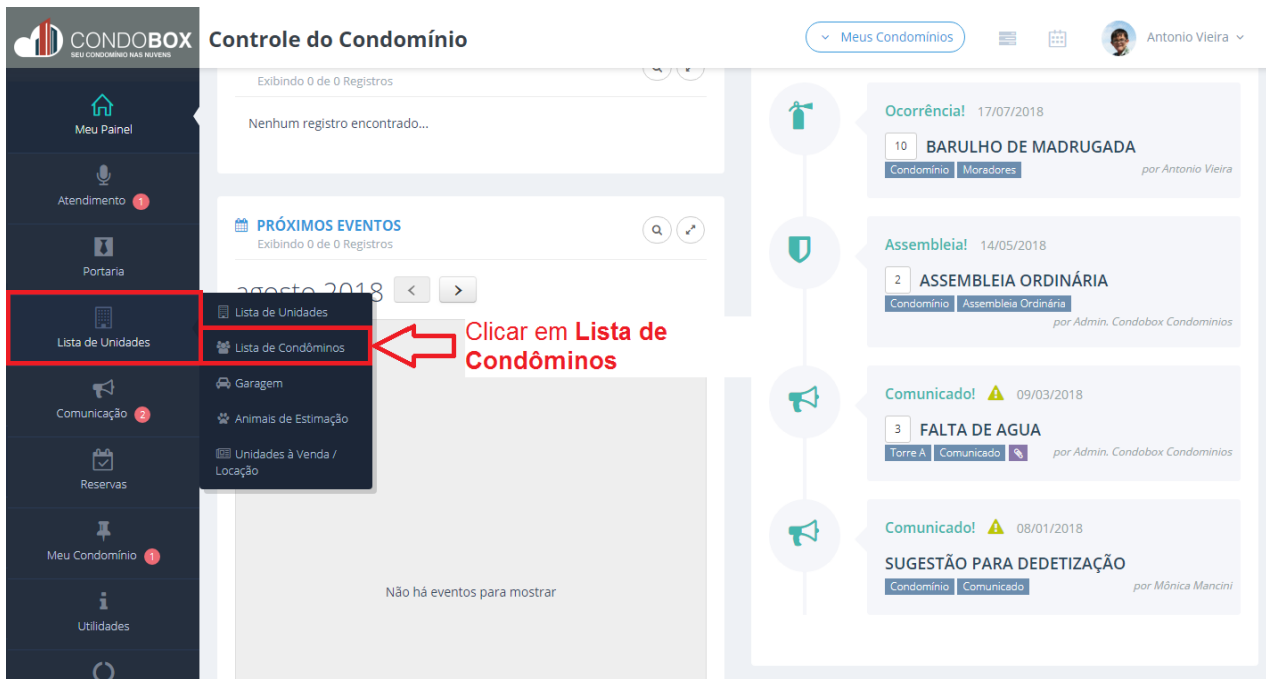 CONDOBOX
SEU CONDOMÍNIO NAS NUVENS
Controle do Condomínio
Meus Condomínios
Antonio Vieira
Meu Painel
Atendimento 1
Portaria
Lista de Unidades
Comunicação 2
Reservas
Meu Condomínio 1
Utilidades
Exibindo 0 de 0 Registros
Nenhum registro encontrado...
PRÓXIMOS EVENTOS
Exibindo 0 de 0 Registros
agosto 2018
Lista de Unidades
Lista de Condôminos
Garagem
Animais de Estimação
Unidades à Venda /
Locação
Clicar em Lista de
Condôminos
Não há eventos para mostrar
Ocorrência! 17/07/2018
10 BARULHO DE MADRUGADA
Condomínio Moradores
por Antonio Vieira
Assembleia! 14/05/2018
2 ASSEMBLEIA ORDINÁRIA
Condomínio Assembleia Ordinária
por Admin. Condobox Condominios
Comunicado! 09/03/2018
3 FALTA DE AGUA
Torre A Comunicado
por Admin. Condobox Condominios
Comunicado! 08/01/2018
SUGESTÃO PARA DEDETIZAÇÃO
Condomínio Comunicado
por Mônica Mancini